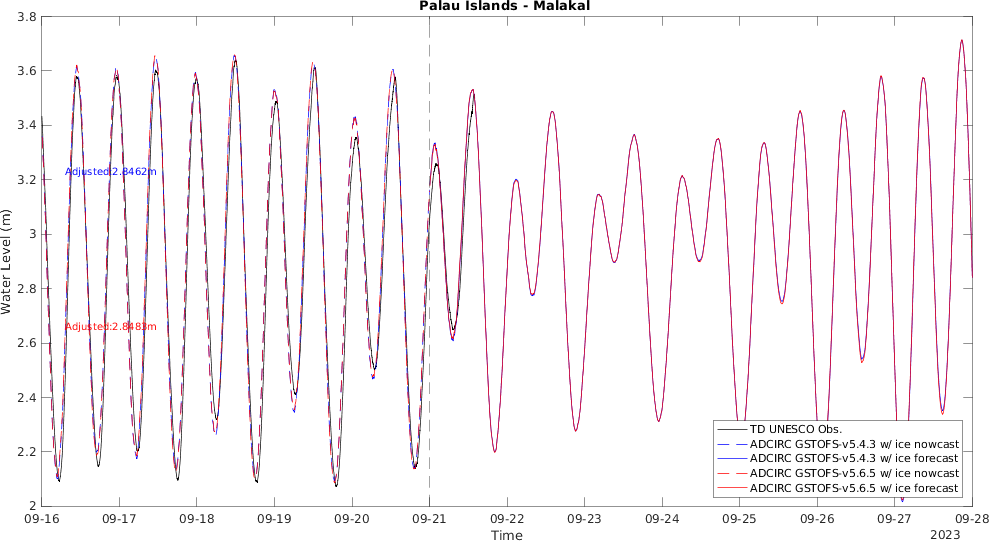 Palau Islands - Malakal
3.8
3.6
3.4
3.2
3
2.8
2.6
2.4
2.2
2
Water Level (m)
Adjusted:2.8462m
Adjusted:2.8483m
TD UNESCO Obs.
ADCIRC GSTOFS-v5.4.3 w/ ice nowcast
ADCIRC GSTOFS-v5.4.3 w/ ice forecast
ADCIRC GSTOFS-v5.6.5 w/ ice nowcast
ADCIRC GSTOFS-v5.6.5 w/ ice forecast
09-16 09-17 09-18 09-19 09-20 09-21 09-22 09-23 09-24 09-25 09-26 09-27 09-28
Time
2023